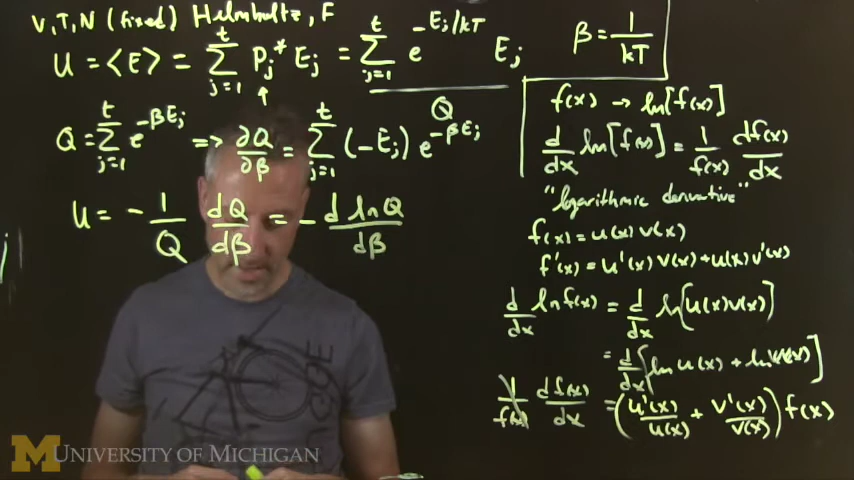 V, T, N (fixed) Helmholtz, F
U = <E> = Σ_{j=1}^{t} P_j^* E_j = Σ_{j=1}^{t} e^{-E_j/kT} E_j / Q
β = 1/kT
Q = Σ_{j=1}^{t} e^{-βE_j} => ∂Q/∂β = Σ_{j=1}^{t} (-E_j) e^{-βE_j}
U = - 1/Q dQ/dβ = - d ln Q/dβ
f(x) → ln[f(x)]
d/dx ln[f(x)] = 1/f(x) df(x)/dx
"logarithmic derivative"
f(x) = u(x) v(x)
f'(x) = u'(x) v(x) + u(x) v'(x)
d/dx ln f(x) = d/dx ln[u(x)v(x)]
= d/dx [ln u(x) + ln v(x)]
1/f(x) df(x)/dx = (u'(x)/u(x) + v'(x)/v(x)) f(x)
M UNIVERSITY OF MICHIGAN